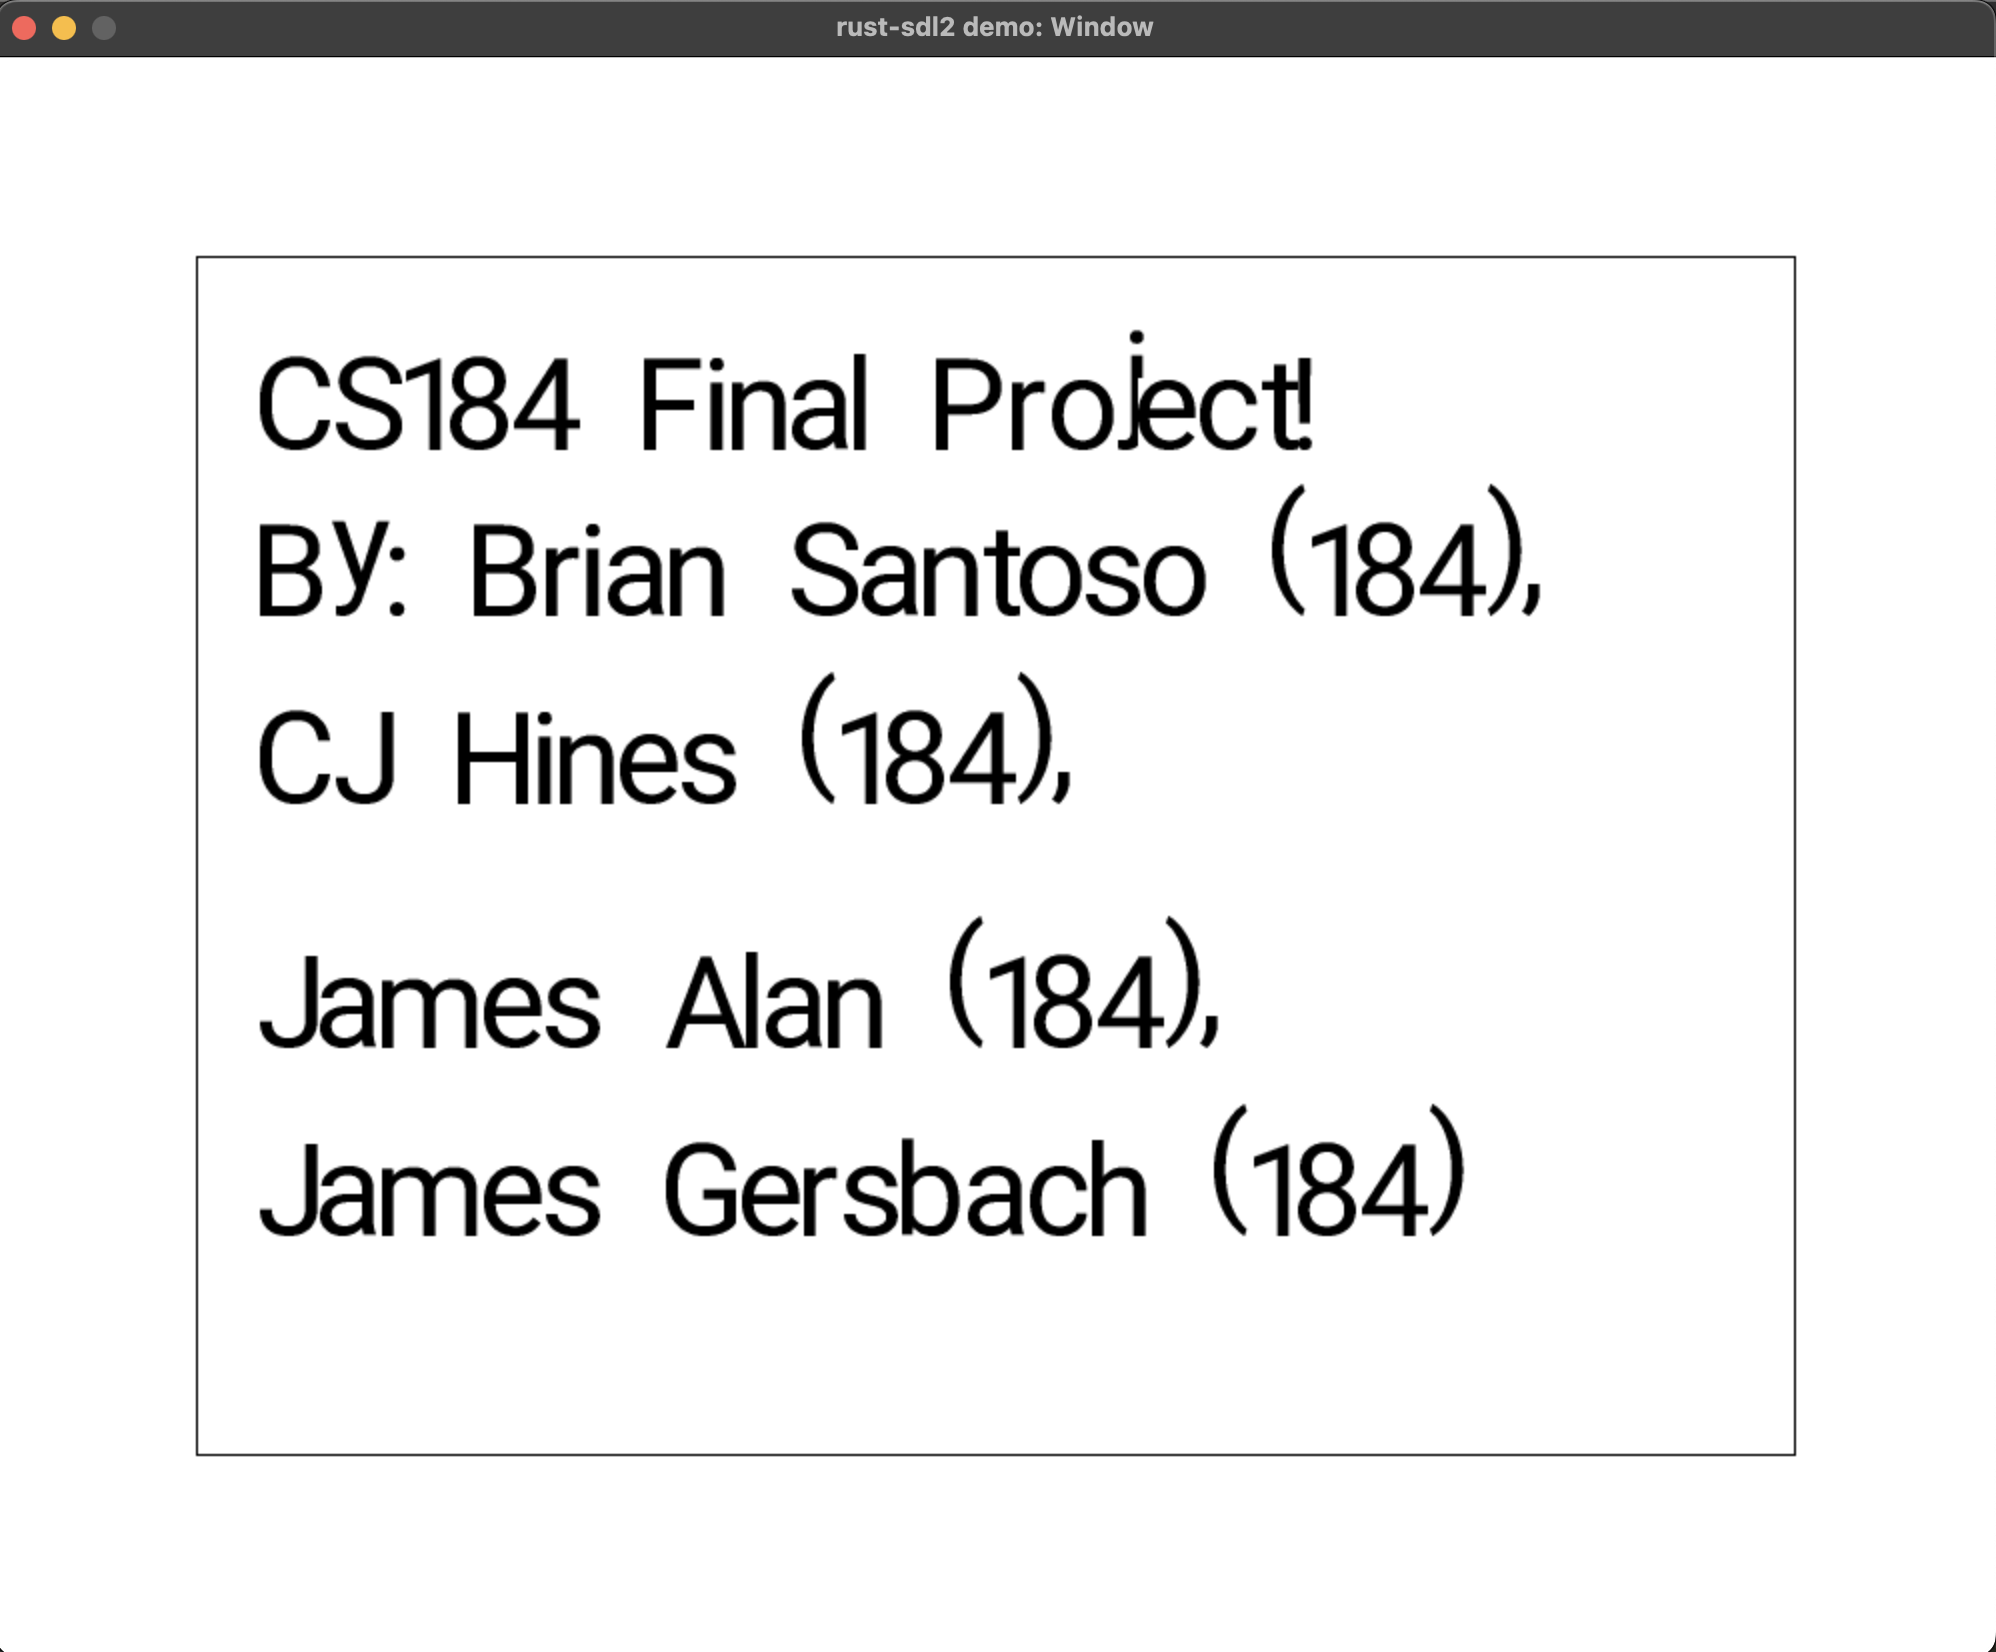 rust-sdl2 demo: Window
CS184 Final Project!
By: Brian Santoso (184),
CJ Hines (184),
James Alan (184),
James Gersbach (184)